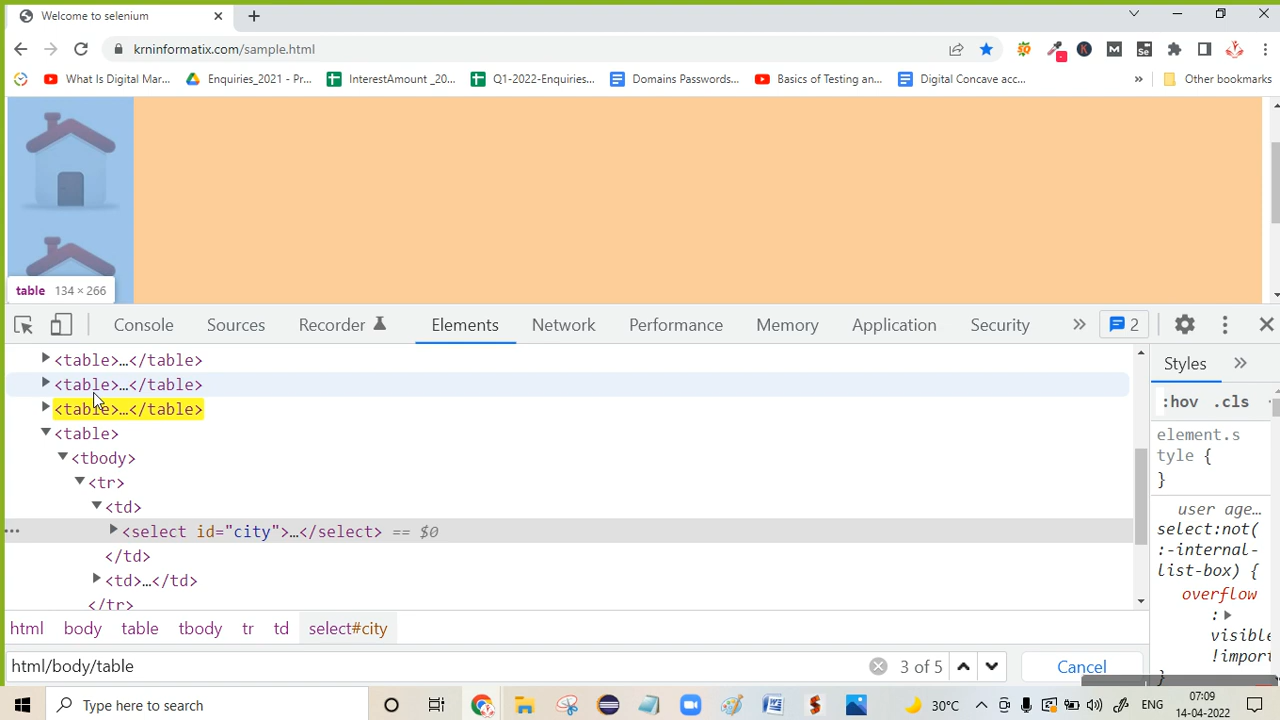 Welcome to selenium
krninformatix.com/sample.html
What Is Digital Mar...
Enquiries_2021 - Pr...
InterestAmount _20...
Q1-2022-Enquiries...
Domains Passwords...
Basics of Testing an...
Digital Concave acc...
»
Other bookmarks
table 134 × 266
Console Sources Recorder Elements Network Performance Memory Application Security » 2
<table>…</table>
<table>…</table>
<table>…</table>
<table>
<tbody>
<tr>
<td>
<select id="city">…</select> == $0
</td>
<td>…</td>
</tr>
Styles »
:hov .cls
element.s
tyle {
}
user age…
select:not(
:-internal-
list-box) {
overflow
:
visible
!import
}
html body table tbody tr td select#city
html/body/table
3 of 5
Cancel
Type here to search
30°C
ENG
07:09
14-04-2022